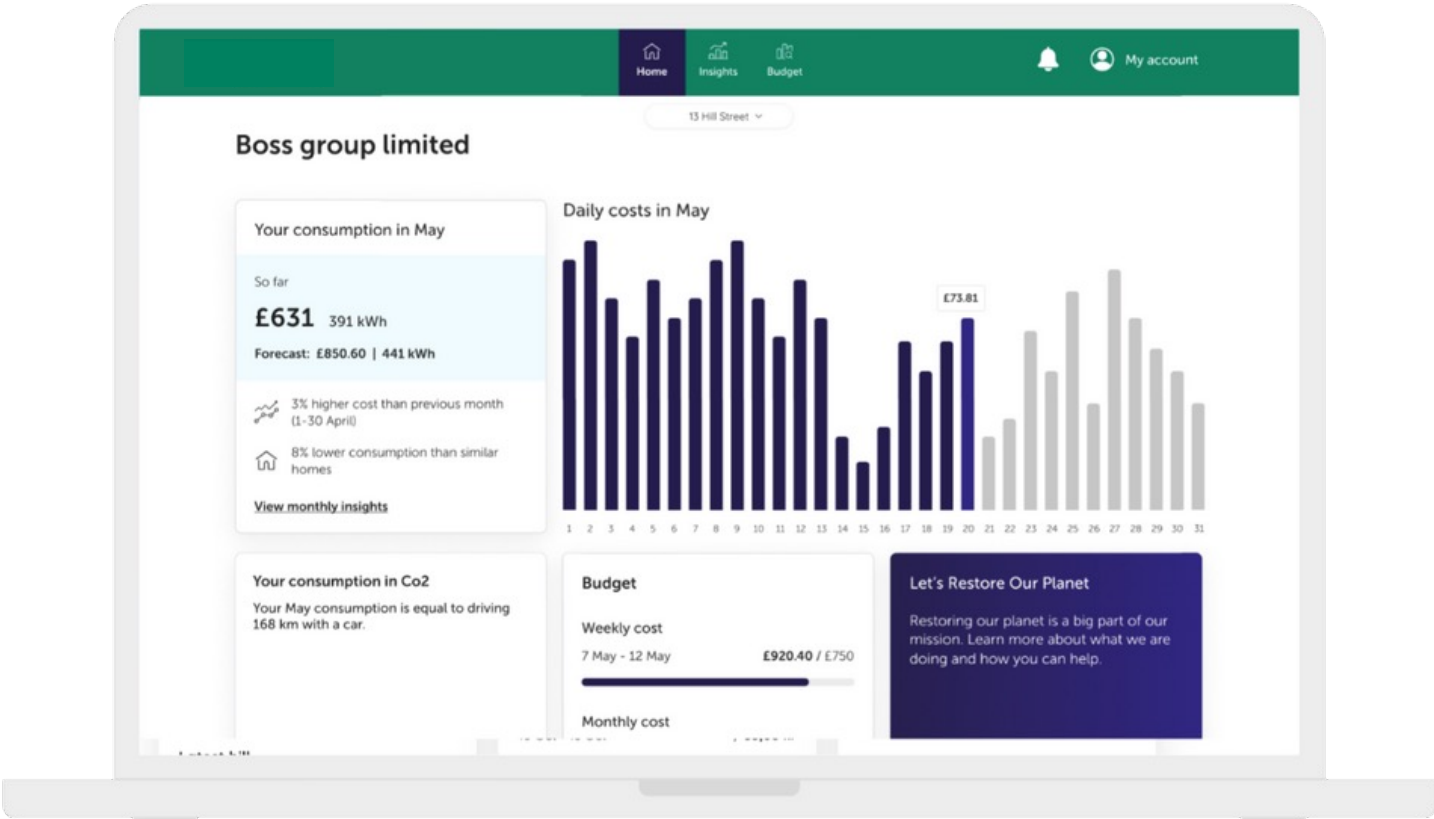 Home
Insights
Budget
My account
13 Hill Street
Boss group limited
Your consumption in May
So far
£631 391 kWh
Forecast: £850.60 | 441 kWh
3% higher cost than previous month
(1-30 April)
8% lower consumption than similar
homes
View monthly insights
Daily costs in May
£73.81
1 2 3 4 5 6 7 8 9 10 11 12 13 14 15 16 17 18 19 20 21 22 23 24 25 26 27 28 29 30 31
Your consumption in Co2
Your May consumption is equal to driving
168 km with a car.
Budget
Weekly cost
7 May - 12 May £920.40 / £750
Monthly cost
Let's Restore Our Planet
Restoring our planet is a big part of our
mission. Learn more about what we are
doing and how you can help.